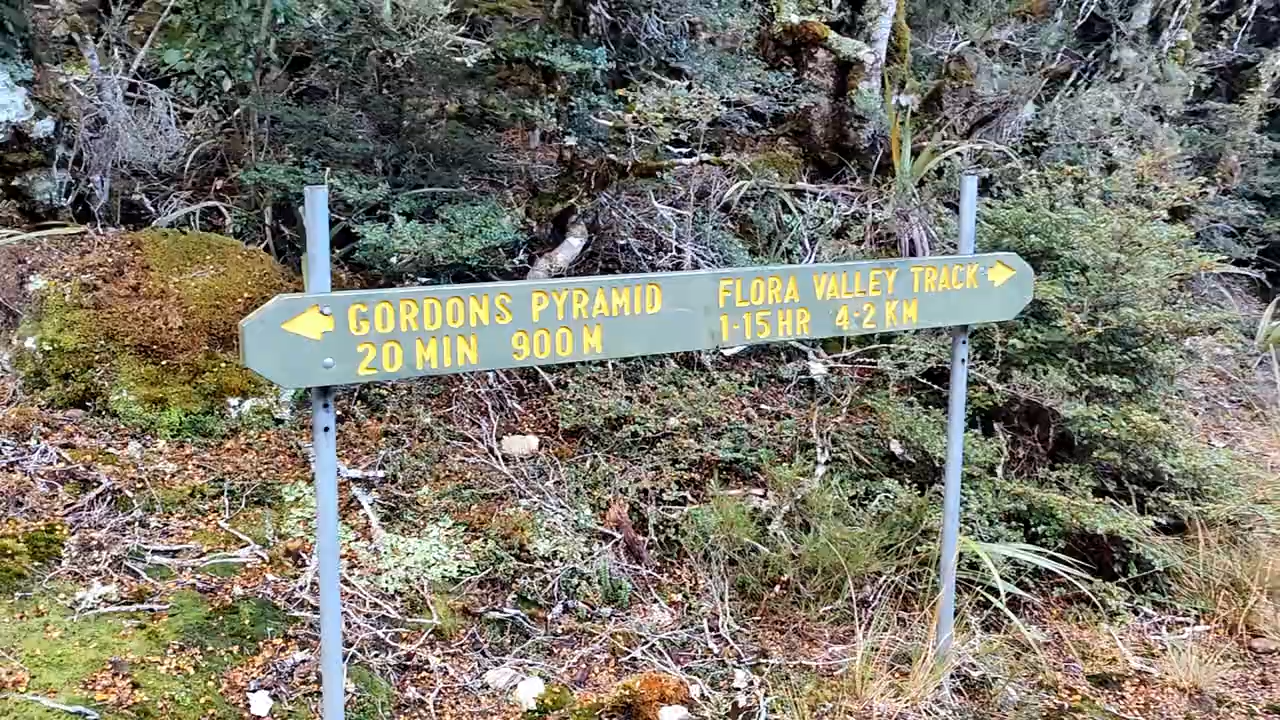 GORDONS PYRAMID
20 MIN 900 M
FLORA VALLEY TRACK
1·15 HR 4·2 KM